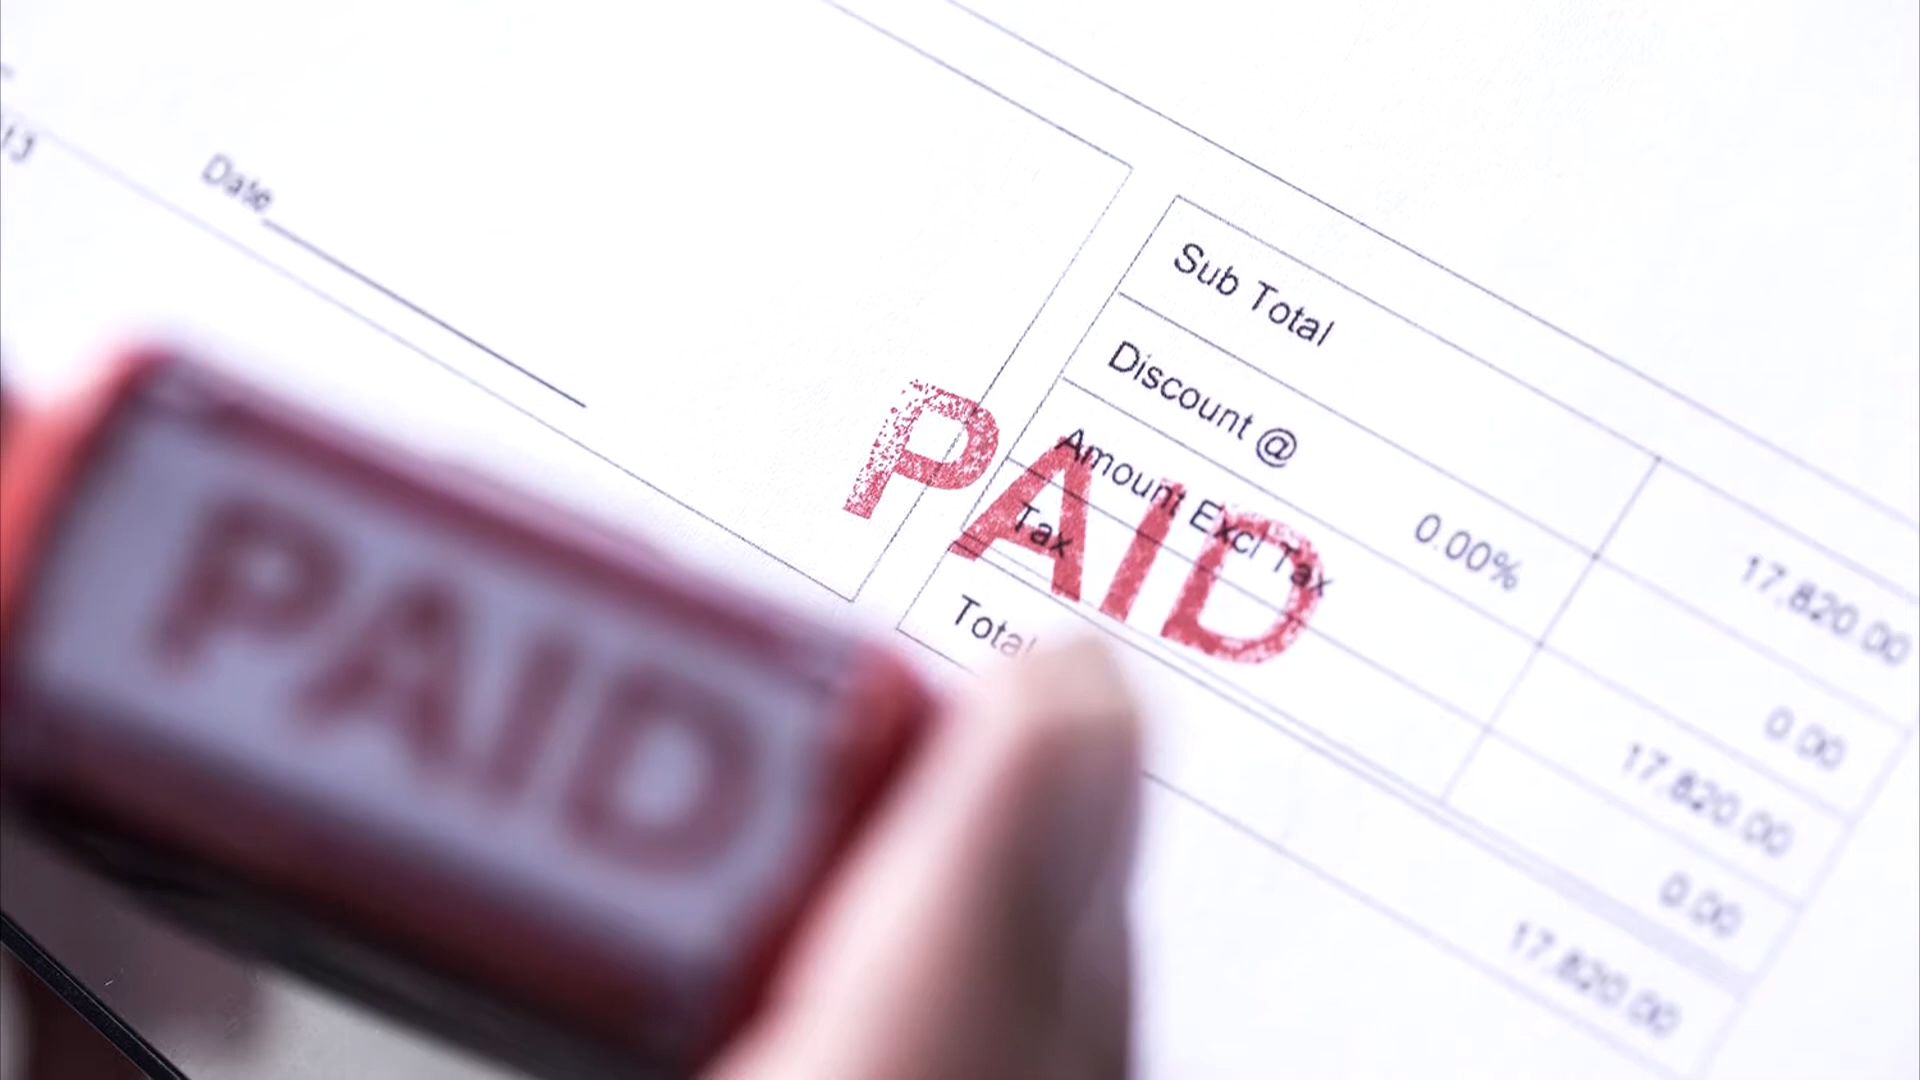 13
Date
Sub Total 17,820.00
Discount @ 0.00% 0.00
Amount Excl Tax 17,820.00
Tax 0.00
Total 17,820.00
PAID
PAID